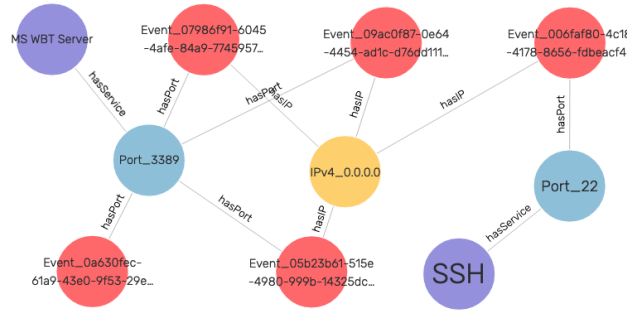 MS WBT Server
Event_07986f91-6045
-4afe-84a9-7745957...
Event_09ac0f87-0e64
-4454-ad1c-d76dd111...
Event_006faf80-4c18
-4178-8656-fdbeacf4
hasService
hasPort
hasPort
hasIP
hasIP
hasIP
hasPort
Port_3389
IPv4_0.0.0.0
Port_22
hasPort
hasPort
hasIP
hasService
Event_0a630fec-
61a9-43e0-9f53-29e...
Event_05b23b61-515e
-4980-999b-14325dc...
SSH